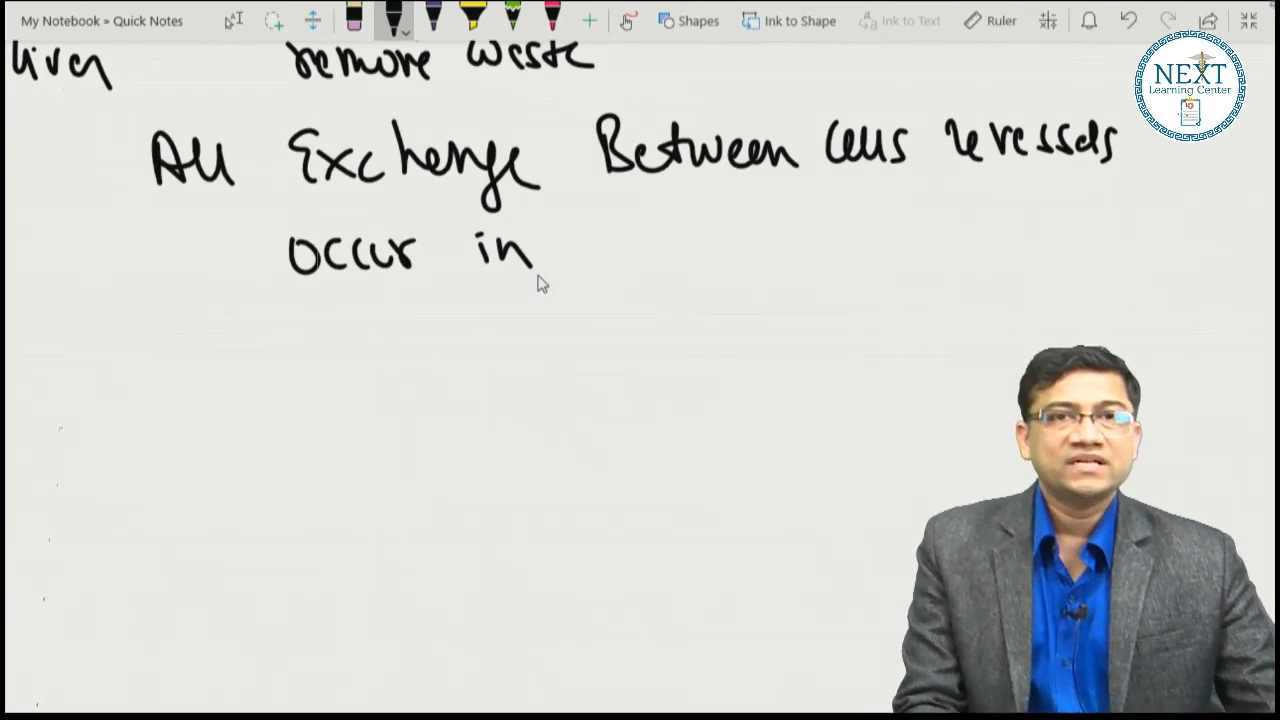 My Notebook » Quick Notes Shapes Ink to Shape Ink to Text Ruler
NEXT
Learning Center
liver remove waste
All Exchange Between cells & vessels
occur in